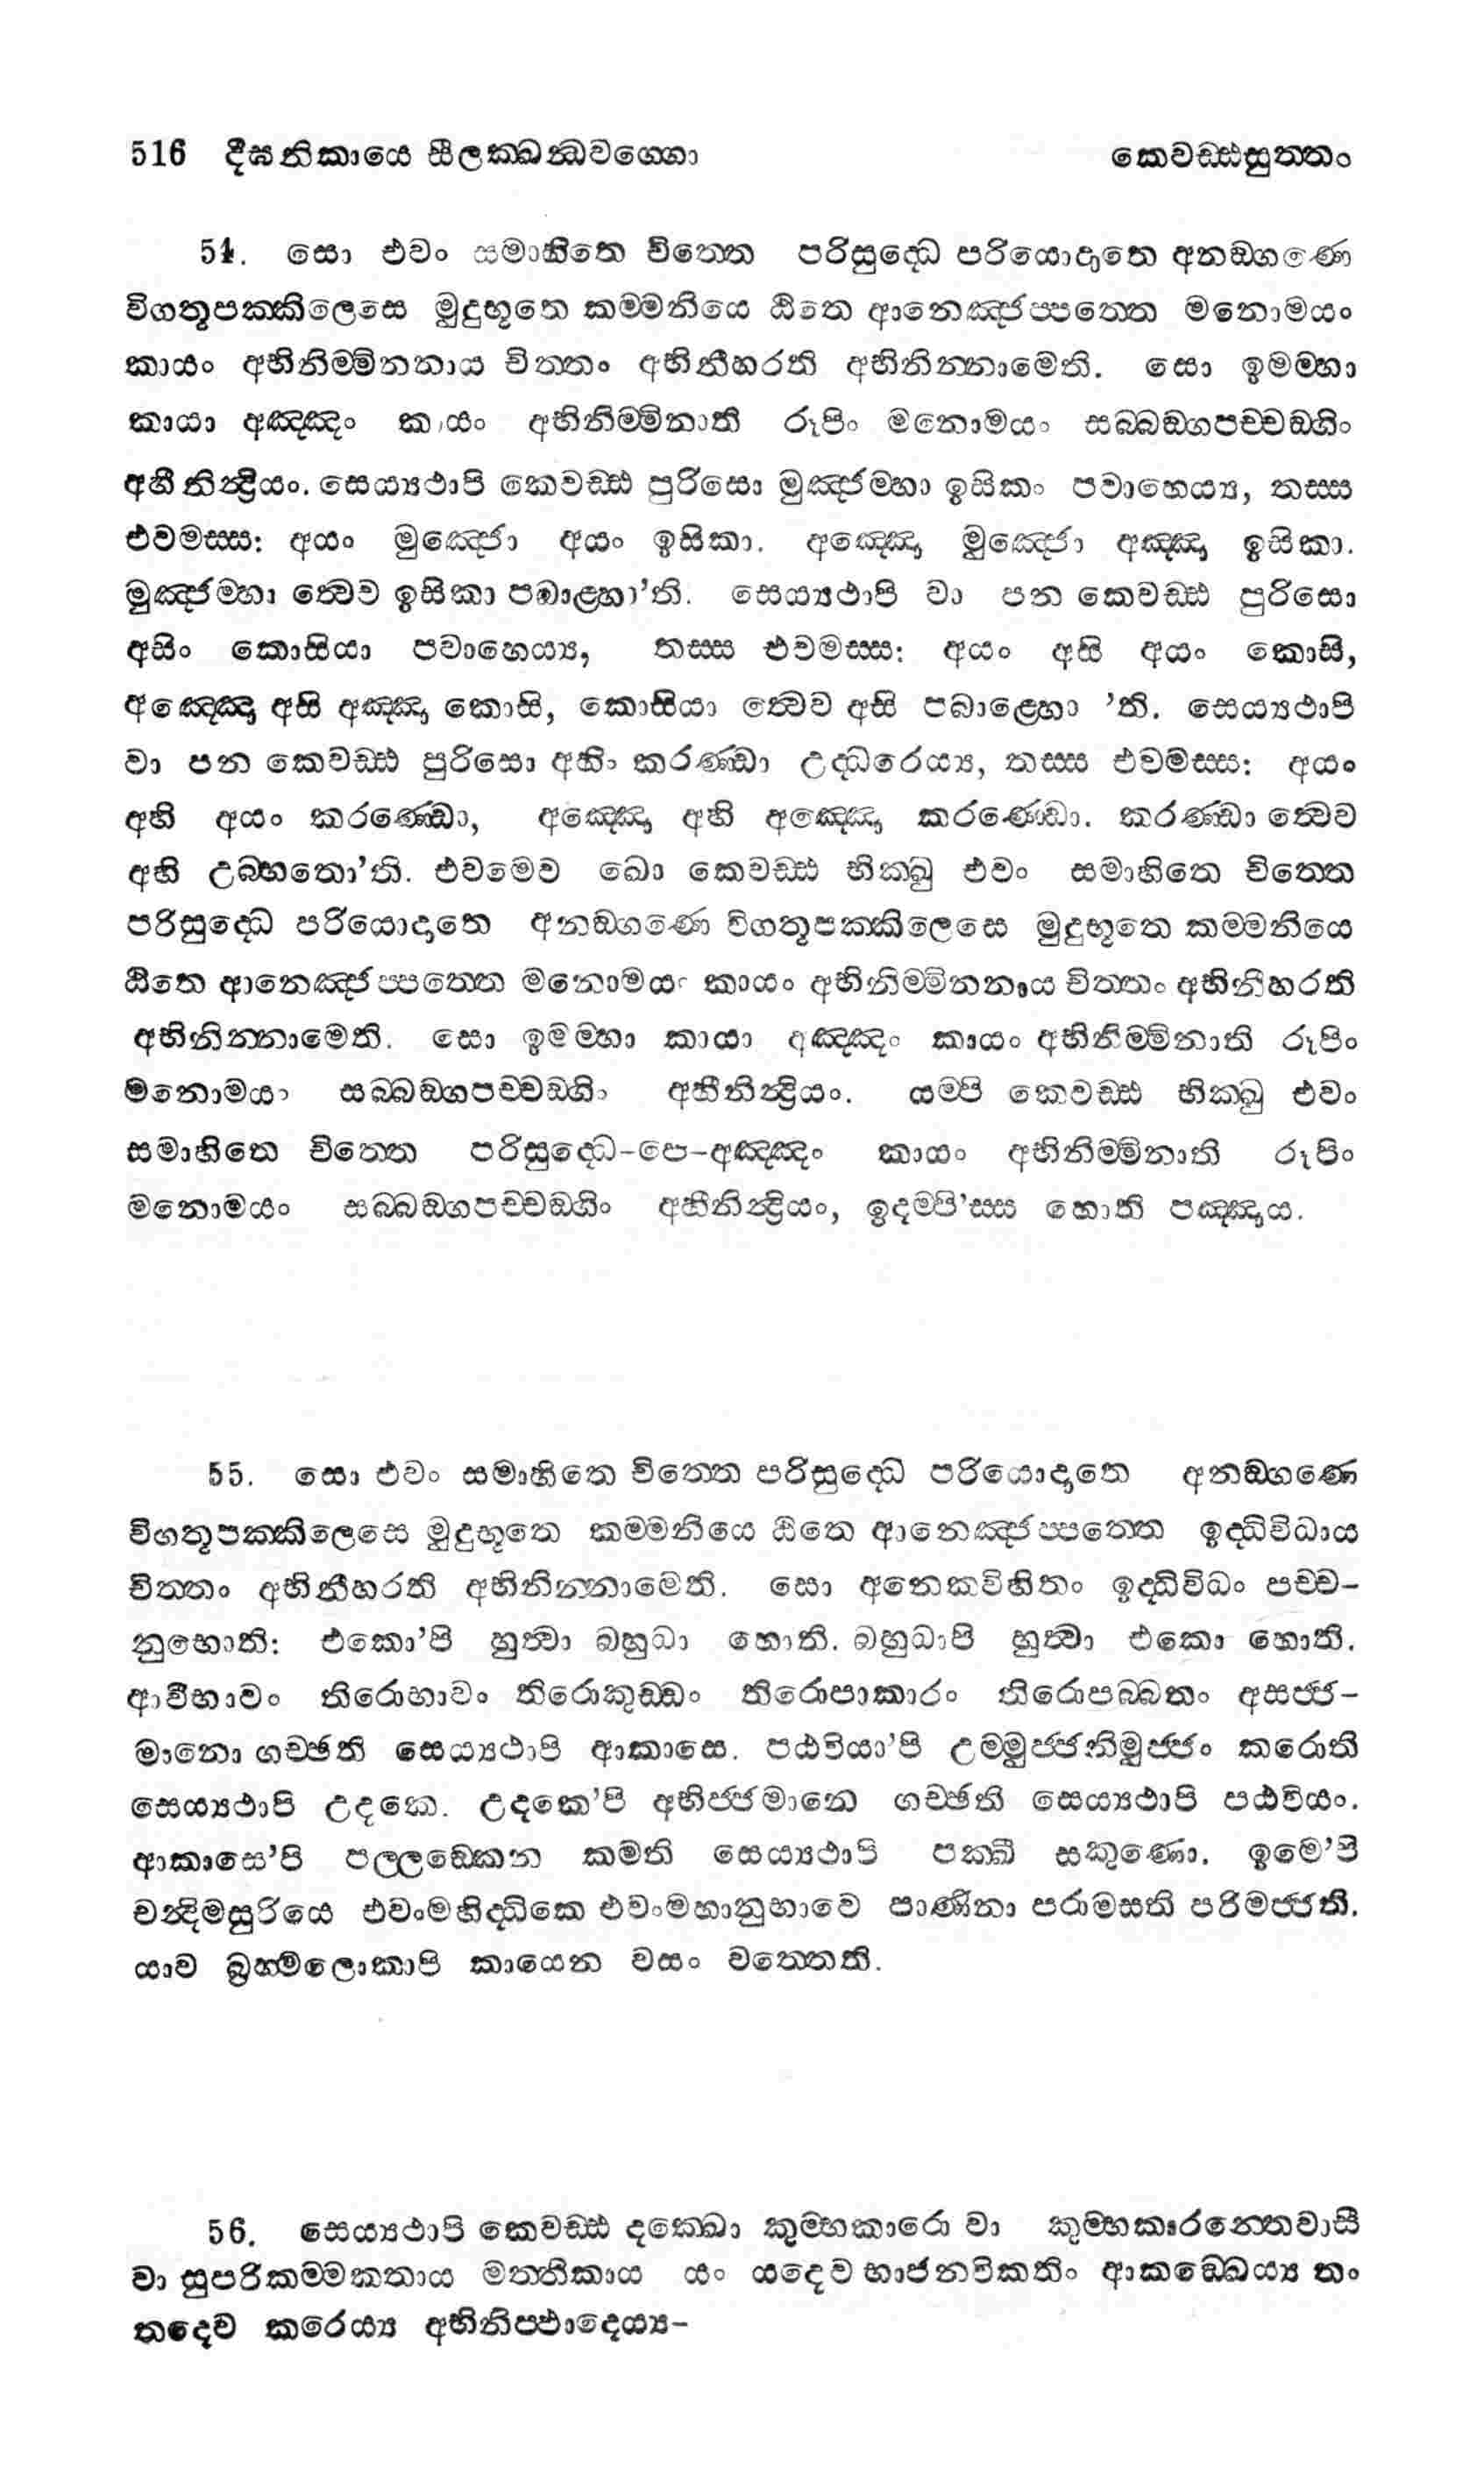 516 දීඝනිකායෙ සීලක්ඛන්ධවග්ගො කෙවඩ්ඪසුත්තං
54. සො එවං සමාහිතෙ චිත්තෙ පරිසුද්ධෙ පරියොදාතෙ අනඞ්ගණෙ
විගතූපක්කිලෙසෙ මුදුභූතෙ කම්මනියෙ ඨිතෙ ආනෙඤ්ජප්පත්තෙ මනොමයං
කායං අභිනිම්මිනනාය චිත්තං අභිනීහරති අභිනින්නාමෙති. සො ඉමම්හා
කායා අඤ්ඤං කායං අභිනිම්මිනාති රූපිං මනොමයං සබ්බඞ්ගපච්චඞ්ගිං
අහීනින්ද්‍රියං. සෙය්‍යථාපි කෙවඩ්ඪ පුරිසො මුඤ්ජම්හා ඉසිකං පවාහෙය්‍ය, තස්ස
එවමස්ස: අයං මුඤ්ජො අයං ඉසිකා. අඤ්ඤො මුඤ්ජො අඤ්ඤා ඉසිකා.
මුඤ්ජම්හා ත්‍වෙව ඉසිකා පබාළ්හා'ති. සෙය්‍යථාපි වා පන කෙවඩ්ඪ පුරිසො
අසිං කොසියා පවාහෙය්‍ය, තස්ස එවමස්ස: අයං අසි අයං කොසි,
අඤ්ඤො අසි අඤ්ඤා කොසි, කොසියා ත්‍වෙව අසි පබාළ්හො 'ති. සෙය්‍යථාපි
වා පන කෙවඩ්ඪ පුරිසො අහිං කරණ්ඩා උද්ධරෙය්‍ය, තස්ස එවමස්ස: අයං
අහි අයං කරණ්ඩො, අඤ්ඤො අහි අඤ්ඤො කරණ්ඩො. කරණ්ඩා ත්‍වෙව
අහි උබ්භතො'ති. එවමෙව ඛො කෙවඩ්ඪ භික්ඛු එවං සමාහිතෙ චිත්තෙ
පරිසුද්ධෙ පරියොදාතෙ අනඞ්ගණෙ විගතූපක්කිලෙසෙ මුදුභූතෙ කම්මනියෙ
ඨිතෙ ආනෙඤ්ජප්පත්තෙ මනොමයං කායං අභිනිම්මිනනාය චිත්තං අභිනීහරති
අභිනින්නාමෙති. සො ඉමම්හා කායා අඤ්ඤං කායං අභිනිම්මිනාති රූපිං
මනොමයං සබ්බඞ්ගපච්චඞ්ගිං අහීනින්ද්‍රියං. යම්පි කෙවඩ්ඪ භික්ඛු එවං
සමාහිතෙ චිත්තෙ පරිසුද්ධෙ-පෙ-අඤ්ඤං කායං අභිනිම්මිනාති රූපිං
මනොමයං සබ්බඞ්ගපච්චඞ්ගිං අහීනින්ද්‍රියං, ඉදම්පි'ස්ස හොති පඤ්ඤාය.
55. සො එවං සමාහිතෙ චිත්තෙ පරිසුද්ධෙ පරියොදාතෙ අනඞ්ගණෙ
විගතූපක්කිලෙසෙ මුදුභූතෙ කම්මනියෙ ඨිතෙ ආනෙඤ්ජප්පත්තෙ ඉද්ධිවිධාය
චිත්තං අභිනීහරති අභිනින්නාමෙති. සො අනෙකවිහිතං ඉද්ධිවිධං පච්ච-
නුභොති: එකො'පි හුත්‍වා බහුධා හොති. බහුධාපි හුත්‍වා එකො හොති.
ආවීභාවං තිරොභාවං තිරොකුඩ්ඩං තිරොපාකාරං තිරොපබ්බතං අසජ්ජ-
මානො ගච්ඡති සෙය්‍යථාපි ආකාසෙ. පඨවියා'පි උම්මුජ්ජනිමුජ්ජං කරොති
සෙය්‍යථාපි උදකෙ. උදකෙ'පි අභිජ්ජමානෙ ගච්ඡති සෙය්‍යථාපි පඨවියං.
ආකාසෙ'පි පල්ලඞ්කෙන කමති සෙය්‍යථාපි පක්ඛී සකුණො. ඉමෙ'පි
චන්දිමසුරියෙ එවංමහිද්ධිකෙ එවංමහානුභාවෙ පාණිනා පරාමසති පරිමජ්ජති.
යාව බ්‍රහ්මලොකාපි කායෙන වසං වත්තෙති.
56. සෙය්‍යථාපි කෙවඩ්ඪ දක්ඛො කුම්භකාරො වා කුම්භකාරන්තෙවාසී
වා සුපරිකම්මකතාය මත්තිකාය යං යදෙව භාජනවිකතිං ආකඞ්ඛෙය්‍ය තං
තදෙව කරෙය්‍ය අභිනිප්ඵාදෙය්‍ය-